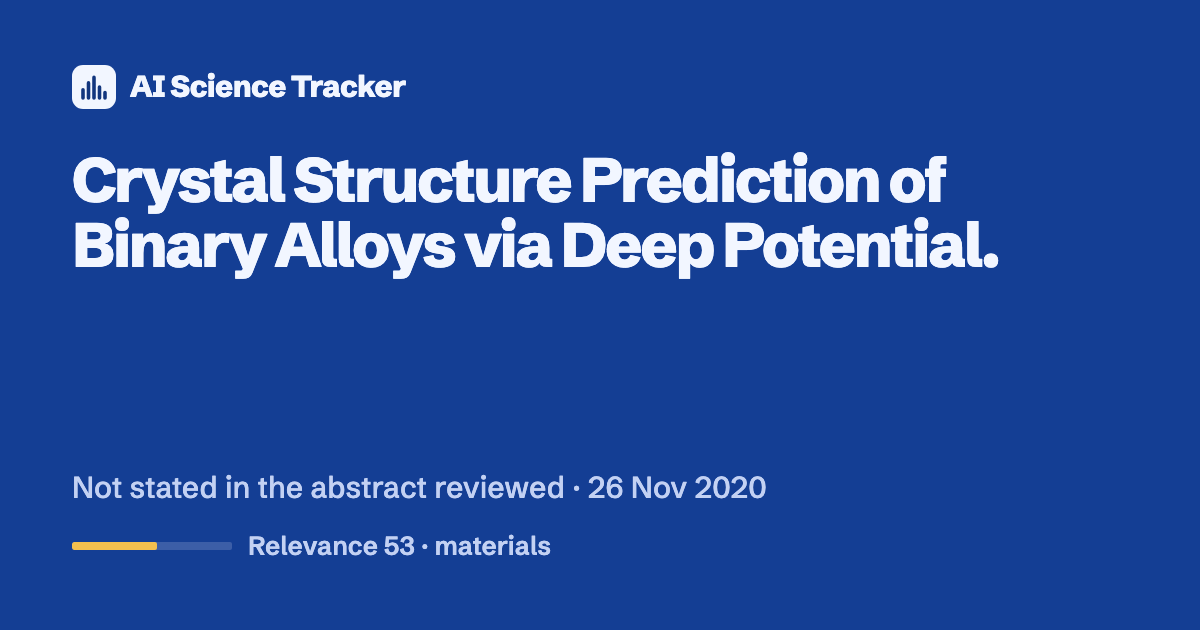 AI Science Tracker
Crystal Structure Prediction of
Binary Alloys via Deep Potential.
Not stated in the abstract reviewed · 26 Nov 2020
Relevance 53 · materials